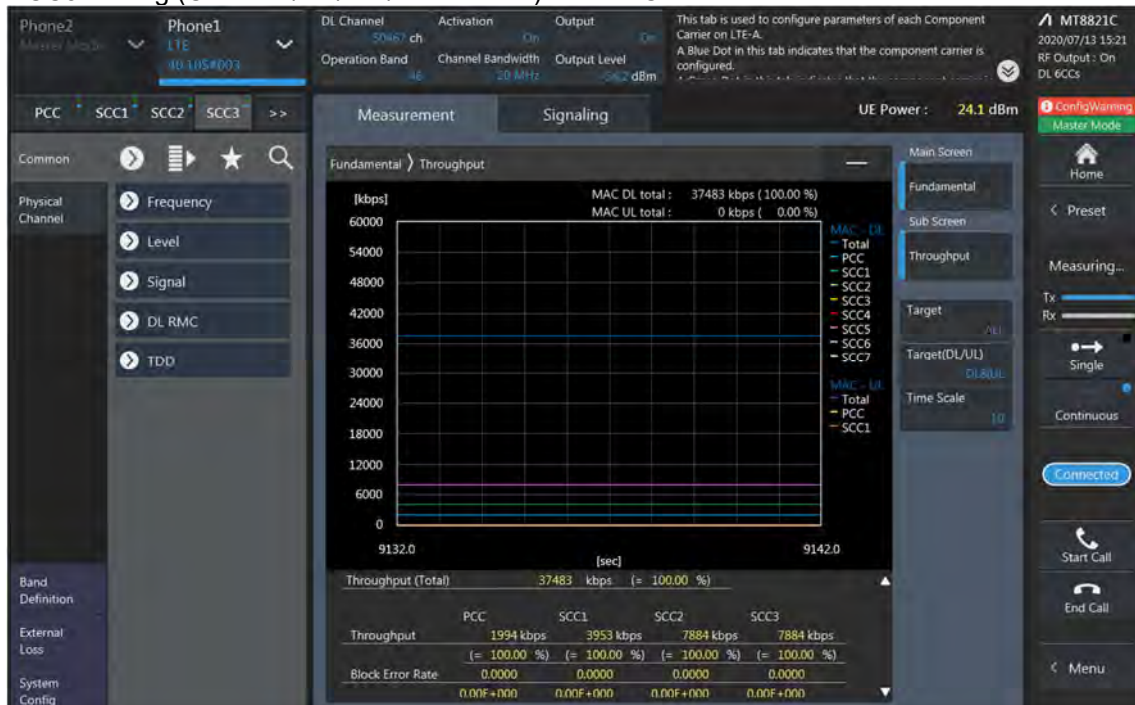 Phone2
Phone1
LTE
DL Channel
Activation
Output
50467 ch
On
On
Operation Band
Channel Bandwidth
Output Level
46
20 MHz
dBm
This tab is used to configure parameters of each Component
Carrier on LTE-A.
A Blue Dot in this tab indicates that the component carrier is
configured.
MT8821C
2020/07/13 15:21
RF Output : On
DL 6CCs
PCC
SCC1
SCC2
SCC3
>>
Measurement
Signaling
UE Power :
24.1 dBm
ConfigWarning
Master Mode
Common
Physical
Channel
Frequency
Level
Signal
DL RMC
TDD
Band
Definition
External
Loss
System
Config
Fundamental 〉 Throughput
[kbps]
MAC DL total : 37483 kbps ( 100.00 %)
MAC UL total : 0 kbps ( 0.00 %)
60000
54000
48000
42000
36000
30000
24000
18000
12000
6000
0
9132.0
[sec]
9142.0
MAC - DL
Total
PCC
SCC1
SCC2
SCC3
SCC4
SCC5
SCC6
SCC7
MAC - UL
Total
PCC
SCC1
Throughput (Total) 37483 kbps (= 100.00 %)
PCC SCC1 SCC2 SCC3
Throughput 1994 kbps 3953 kbps 7884 kbps 7884 kbps
(= 100.00 %) (= 100.00 %) (= 100.00 %) (= 100.00 %)
Block Error Rate 0.0000 0.0000 0.0000 0.0000
0.00E+000 0.00E+000 0.00E+000 0.00E+000
Main Screen
Fundamental
Sub Screen
Throughput
Target
ALL
Target(DL/UL)
DL&UL
Time Scale
10
Home
< Preset
Measuring...
Tx
Rx
Single
Continuous
Connected
Start Call
End Call
< Menu